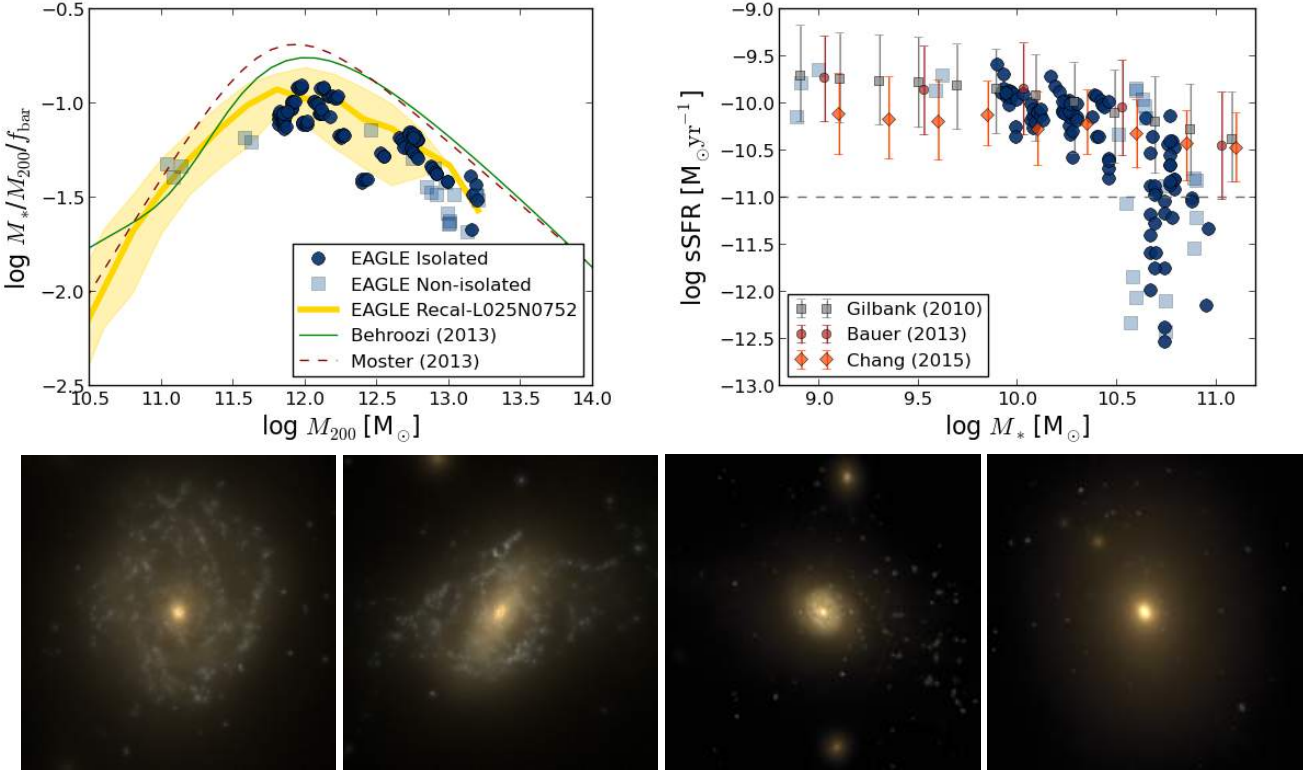 log M∗/M200/fbar
−0.5
−1.0
−1.5
−2.0
−2.5
EAGLE Isolated
EAGLE Non-isolated
EAGLE Recal-L025N0752
Behroozi (2013)
Moster (2013)
10.5 11.0 11.5 12.0 12.5 13.0 13.5 14.0
log M200 [M⊙]
log sSFR [M⊙yr−1]
−9.0
−9.5
−10.0
−10.5
−11.0
−11.5
−12.0
−12.5
−13.0
Gilbank (2010)
Bauer (2013)
Chang (2015)
9.0 9.5 10.0 10.5 11.0
log M∗ [M⊙]